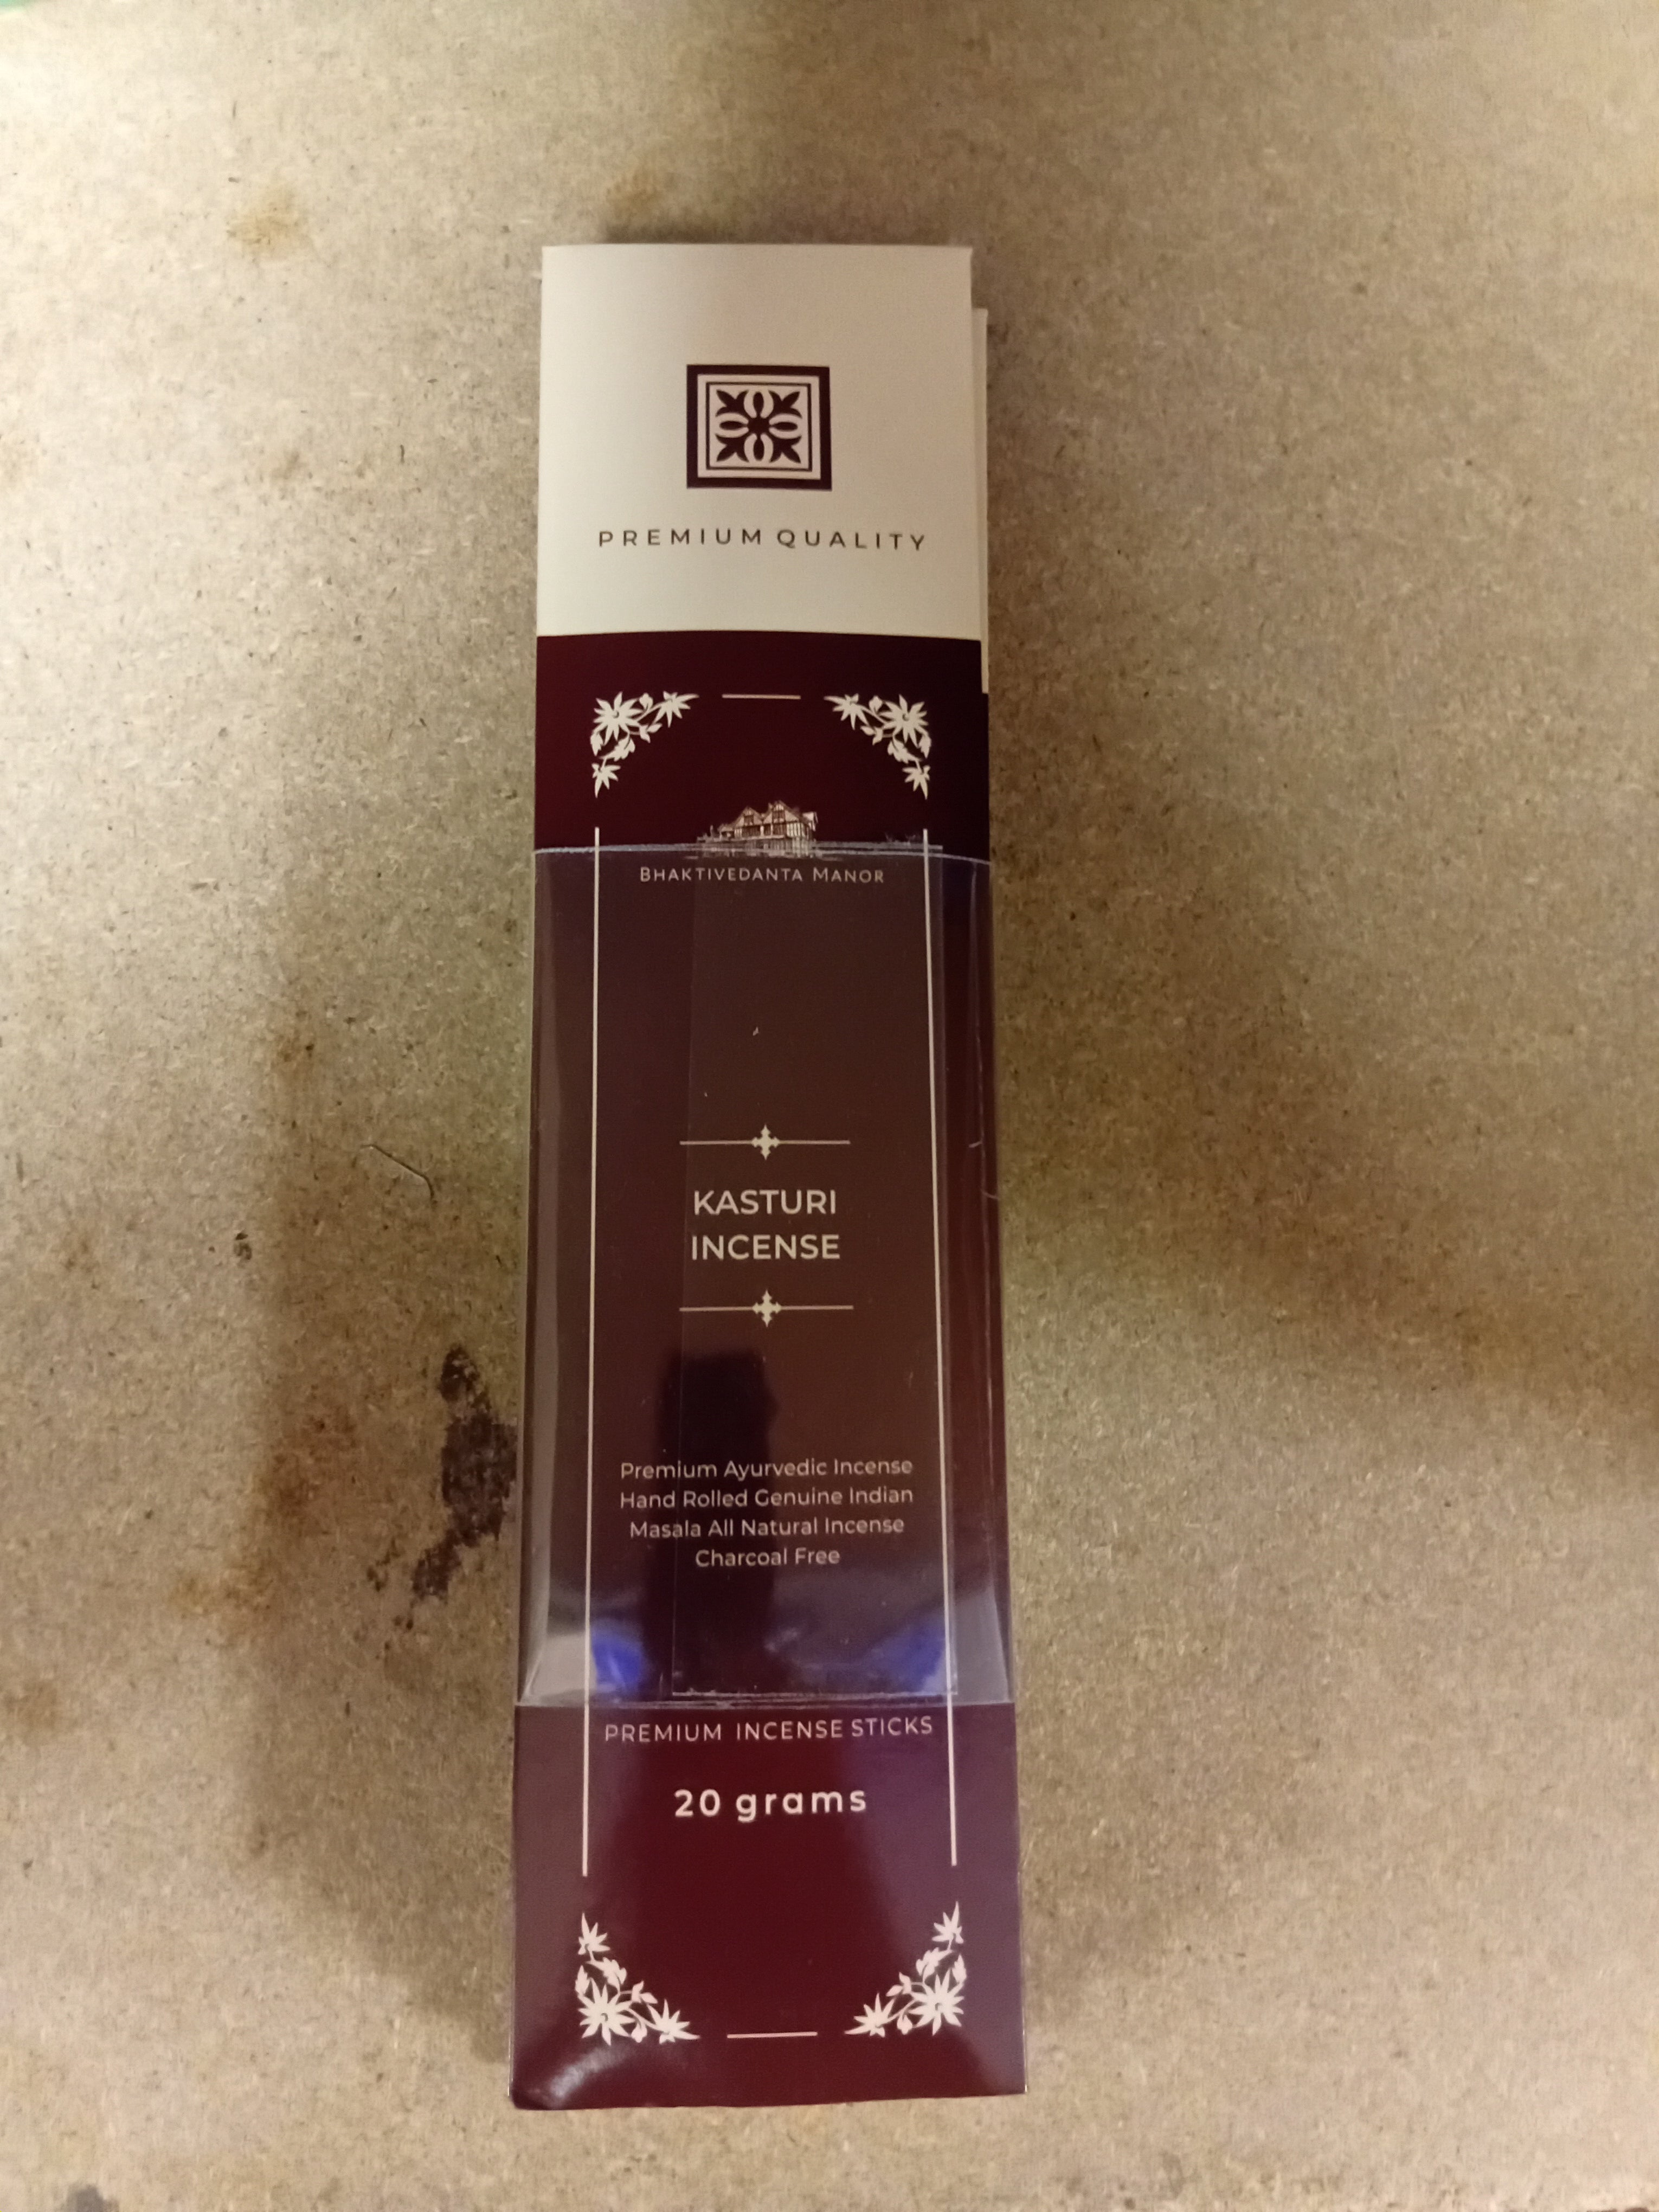 PREMIUM QUALITY
BHAKTIVEDANTA MANOR
KASTURI
INCENSE
Premium Ayurvedic Incense
Hand Rolled Genuine Indian
Masala All Natural Incense
Charcoal Free
PREMIUM INCENSE STICKS
20 grams